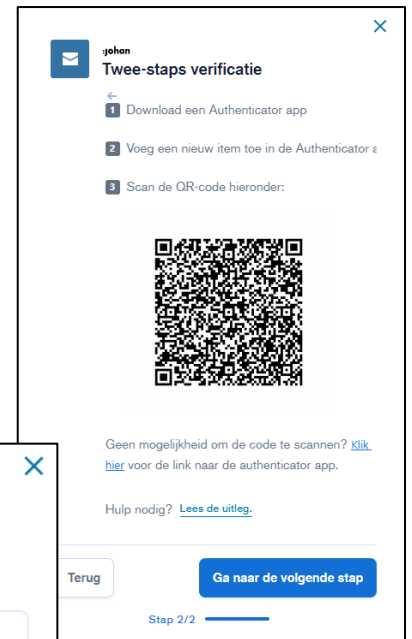 :johan
Twee-staps verificatie
1 Download een Authenticator app
2 Voeg een nieuw item toe in de Authenticator a
3 Scan de QR-code hieronder:
Geen mogelijkheid om de code te scannen? Klik
hier voor de link naar de authenticator app.
Hulp nodig? Lees de uitleg.
Terug
Ga naar de volgende stap
Stap 2/2